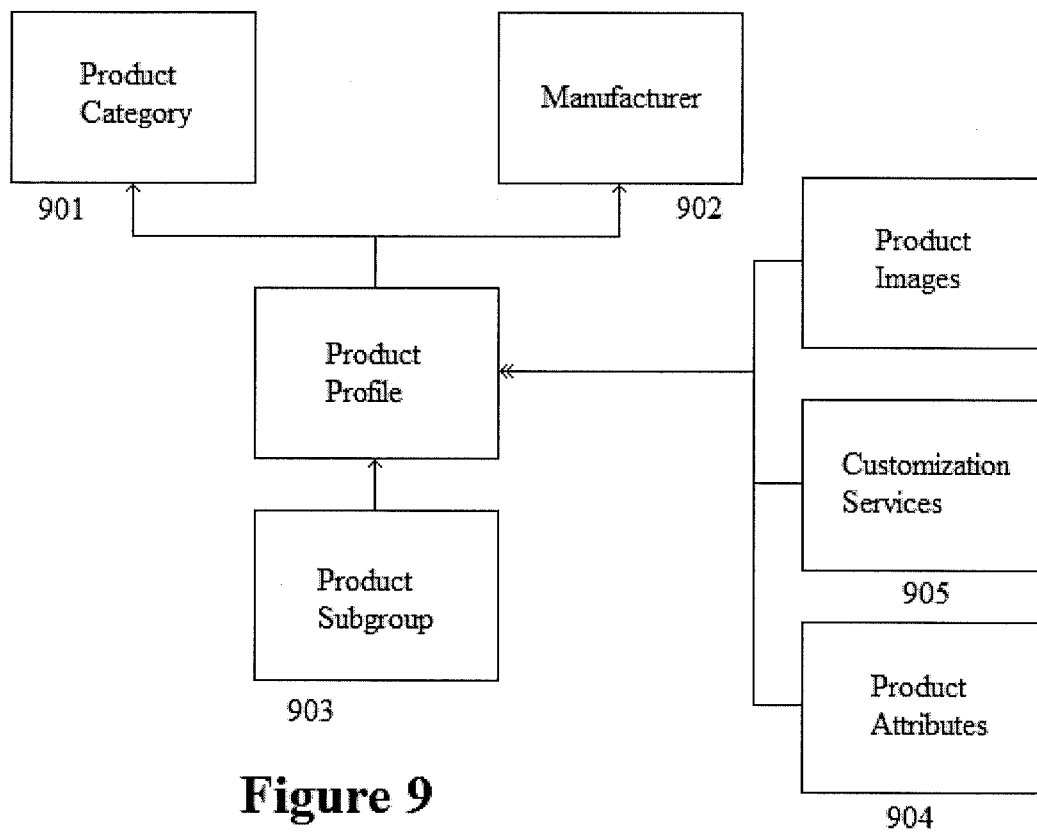 Product
Category
901
Manufacturer
902
Product
Images
Product
Profile
Customization
Services
905
Product
Subgroup
903
Product
Attributes
904
Figure 9